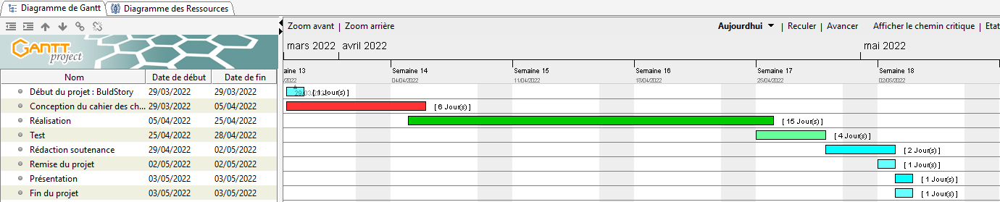 Diagramme de Gantt
Diagramme des Ressources
Zoom avant | Zoom arrière
Aujourdhui | Reculer | Avancer Afficher le chemin critique | Etat
GANTT project
mars 2022 avril 2022 mai 2022
Nom Date de début Date de fin
aine 13 Semaine 14 Semaine 15 Semaine 16 Semaine 17 Semaine 18
/2022 04/04/2022 11/04/2022 18/04/2022 25/04/2022 02/05/2022
Début du projet : BuldStory 29/03/2022 29/03/2022 29/03/2022 [ 1 Jour(s) ]
Conception du cahier des ch... 29/03/2022 05/04/2022 [ 6 Jour(s) ]
Réalisation 05/04/2022 25/04/2022 [ 15 Jour(s) ]
Test 25/04/2022 28/04/2022 [ 4 Jour(s) ]
Rédaction soutenance 29/04/2022 02/05/2022 [ 2 Jour(s) ]
Remise du projet 02/05/2022 02/05/2022 [ 1 Jour(s) ]
Présentation 03/05/2022 03/05/2022 [ 1 Jour(s) ]
Fin du projet 03/05/2022 03/05/2022 [ 1 Jour(s) ]